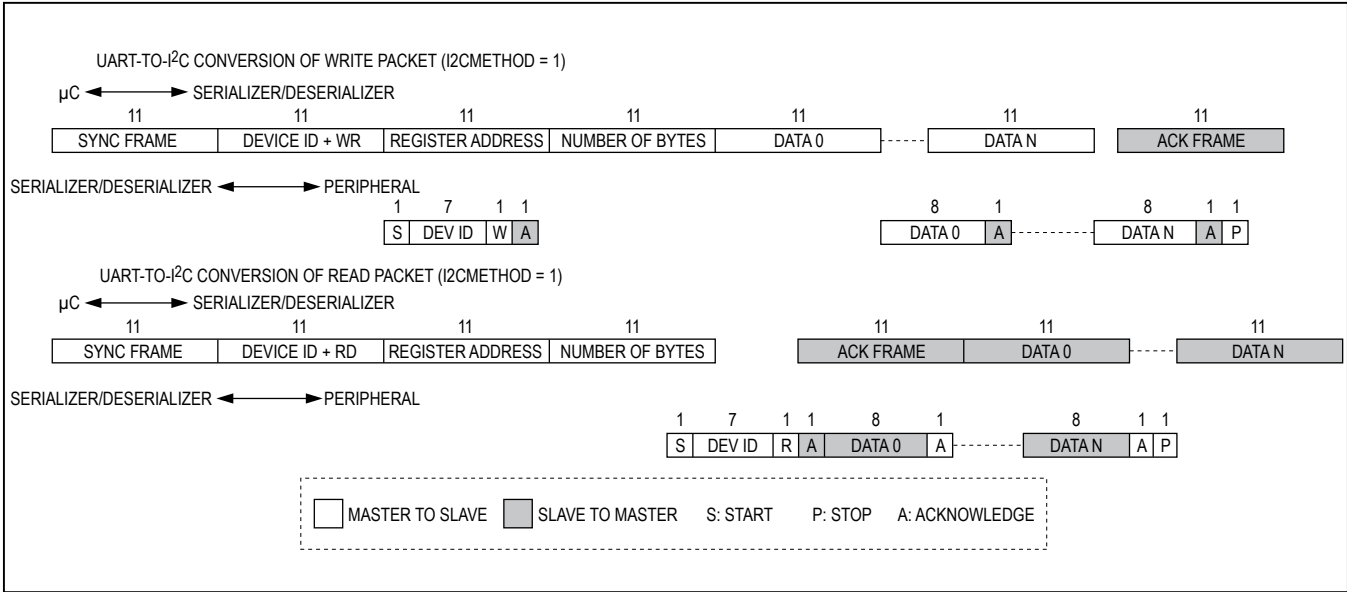 UART-TO-I2C CONVERSION OF WRITE PACKET (I2CMETHOD = 1)
µC SERIALIZER/DESERIALIZER
11 11 11 11 11 11 11
SYNC FRAME DEVICE ID + WR REGISTER ADDRESS NUMBER OF BYTES DATA 0 DATA N ACK FRAME
SERIALIZER/DESERIALIZER PERIPHERAL
1 7 1 1 8 1 8 1 1
S DEV ID W A DATA 0 A DATA N A P
UART-TO-I2C CONVERSION OF READ PACKET (I2CMETHOD = 1)
µC SERIALIZER/DESERIALIZER
11 11 11 11 11 11 11
SYNC FRAME DEVICE ID + RD REGISTER ADDRESS NUMBER OF BYTES ACK FRAME DATA 0 DATA N
SERIALIZER/DESERIALIZER PERIPHERAL
1 7 1 1 8 1 8 1 1
S DEV ID R A DATA 0 A DATA N A P
MASTER TO SLAVE SLAVE TO MASTER S: START P: STOP A: ACKNOWLEDGE